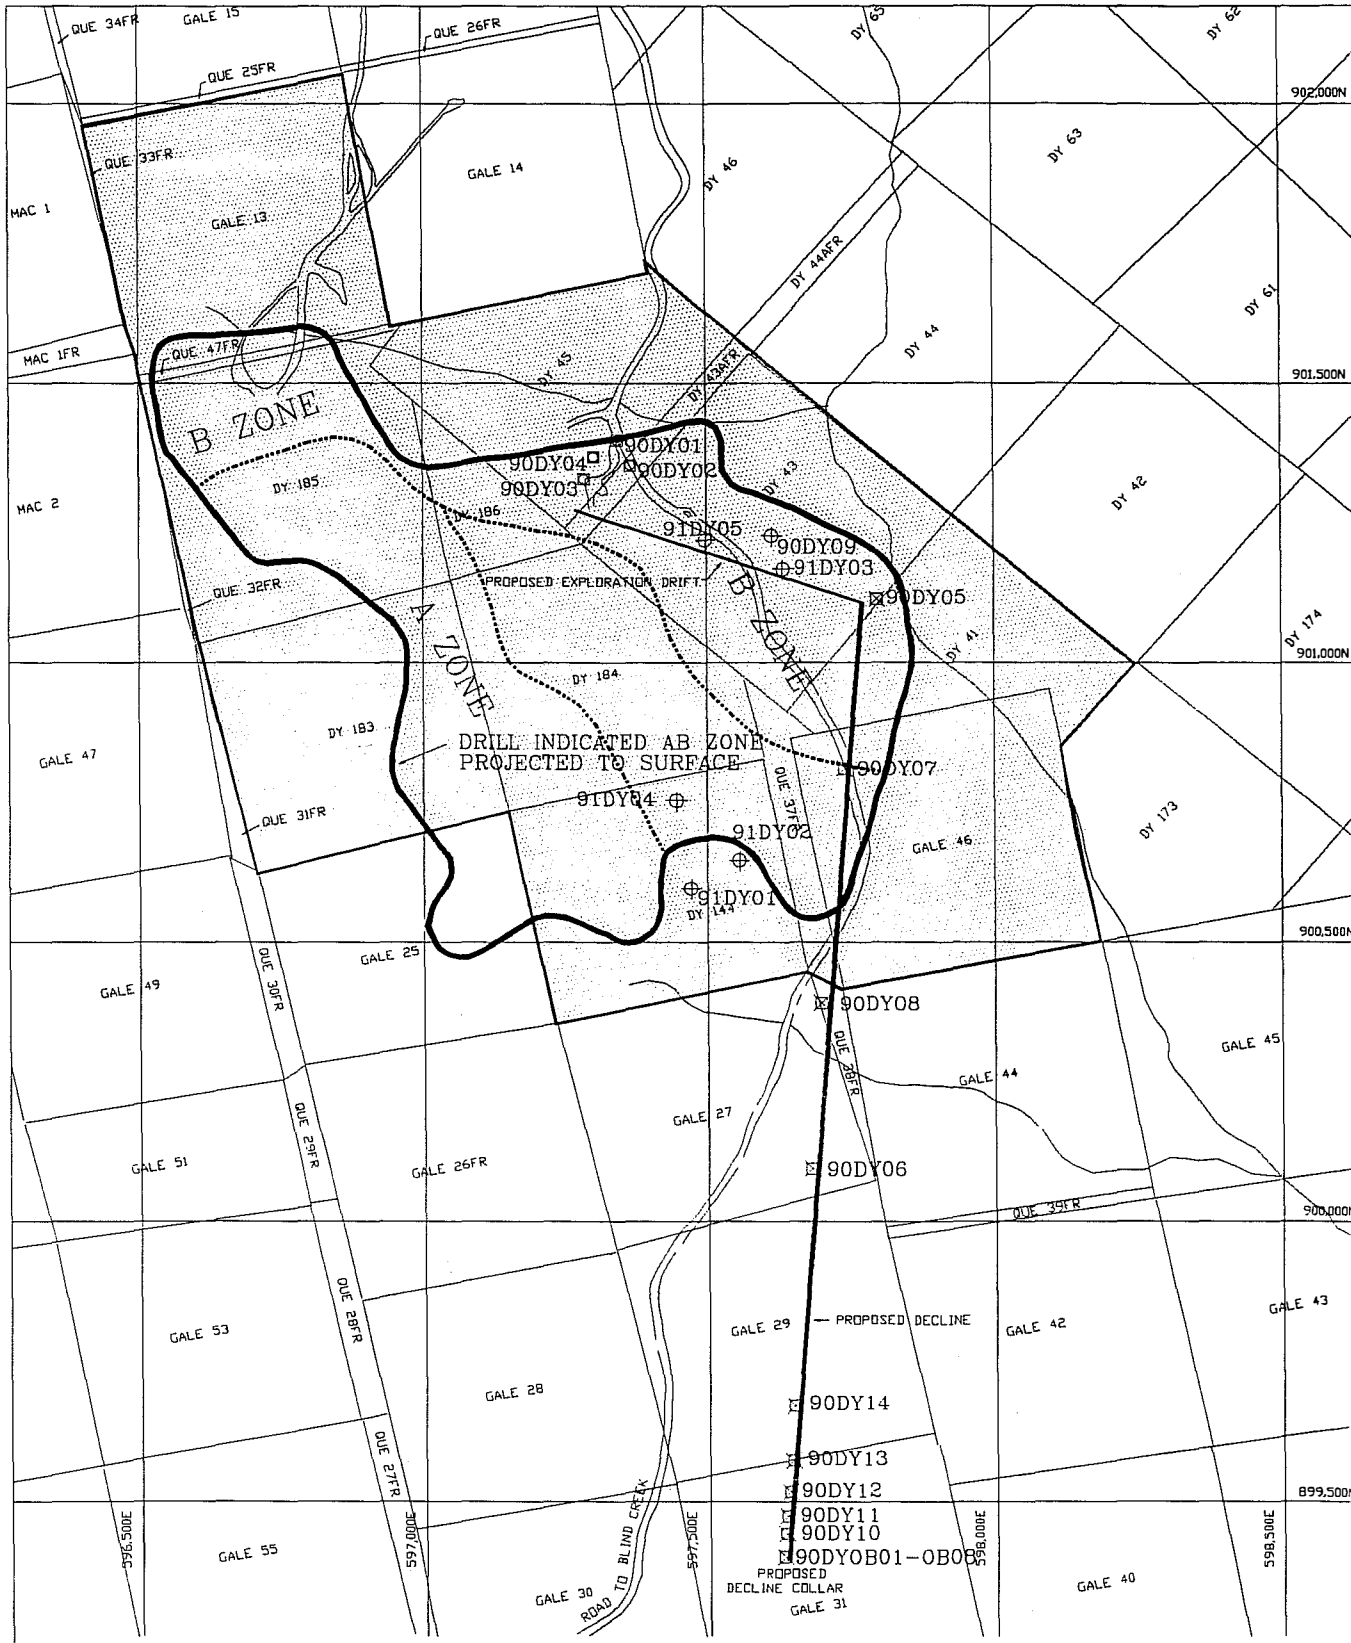 QUE 34FR
GALE 15
QUE 26FR
DY 65
DY 62
QUE 25FR
902,000N
QUE 33FR
GALE 14
DY 46
DY 63
MAC 1
GALE 13
DY 44AFR
DY 61
MAC 1FR
QUE 47FR
DY 45
DY 43AFR
DY 44
901,500N
B ZONE
90DY01
90DY04
90DY02
90DY03
DY 43
DY 42
MAC 2
DY 185
DY 186
91DY05
90DY09
91DY03
QUE 32FR
PROPOSED EXPLORATION DRIFT
90DY05
A ZONE
B ZONE
DY 41
DY 174
901,000N
DY 184
DY 183
GALE 47
DRILL INDICATED AB ZONE
PROJECTED TO SURFACE
90DY07
QUE 37FR
91DY04
QUE 31FR
91DY02
GALE 46
DY 173
91DY01
DY 144
900,500N
GALE 25
QUE 30FR
GALE 49
90DY08
QUE 38FR
GALE 45
GALE 44
GALE 27
QUE 29FR
GALE 51
GALE 26FR
90DY06
QUE 39FR
900,000N
QUE 28FR
GALE 53
GALE 29
PROPOSED DECLINE
GALE 42
GALE 43
GALE 28
90DY14
QUE 27FR
90DY13
90DY12
90DY11
90DY10
90DYOB01-OB08
899,500N
596,500E
597,000E
597,500E
598,000E
598,500E
GALE 55
ROAD TO BLIND CREEK
GALE 30
PROPOSED
DECLINE COLLAR
GALE 31
GALE 40